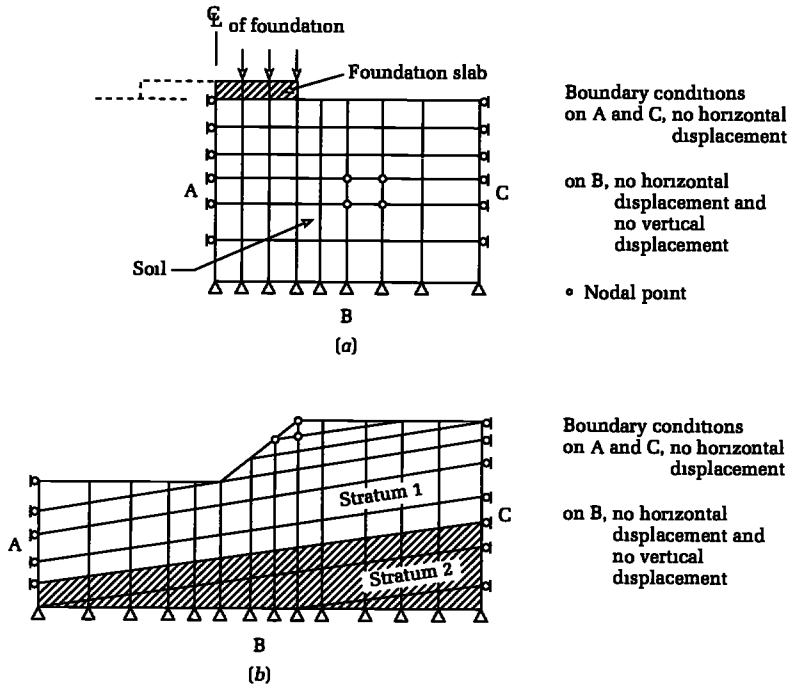 ℄ of foundation
Foundation slab
Boundary conditions
on A and C, no horizontal
displacement
A
C
on B, no horizontal
displacement and
no vertical
displacement
Soil
Nodal point
B
(a)
Boundary conditions
on A and C, no horizontal
displacement
Stratum 1
C
on B, no horizontal
displacement and
no vertical
displacement
A
Stratum 2
B
(b)